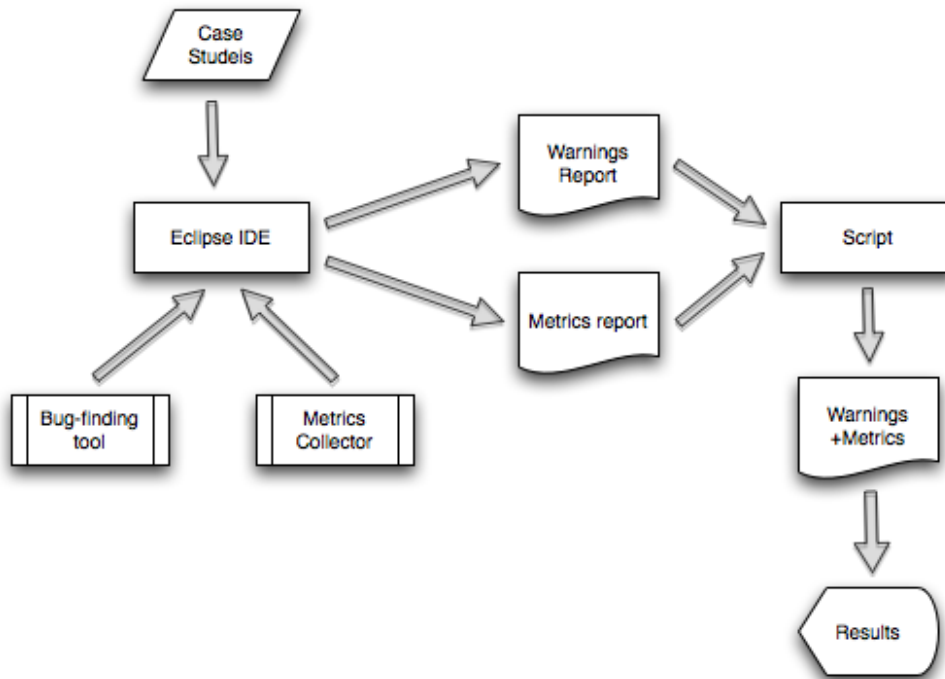 Case
Studeis
Warnings
Report
Eclipse IDE
Script
Metrics report
Bug-finding
tool
Metrics
Collector
Warnings
+Metrics
Results